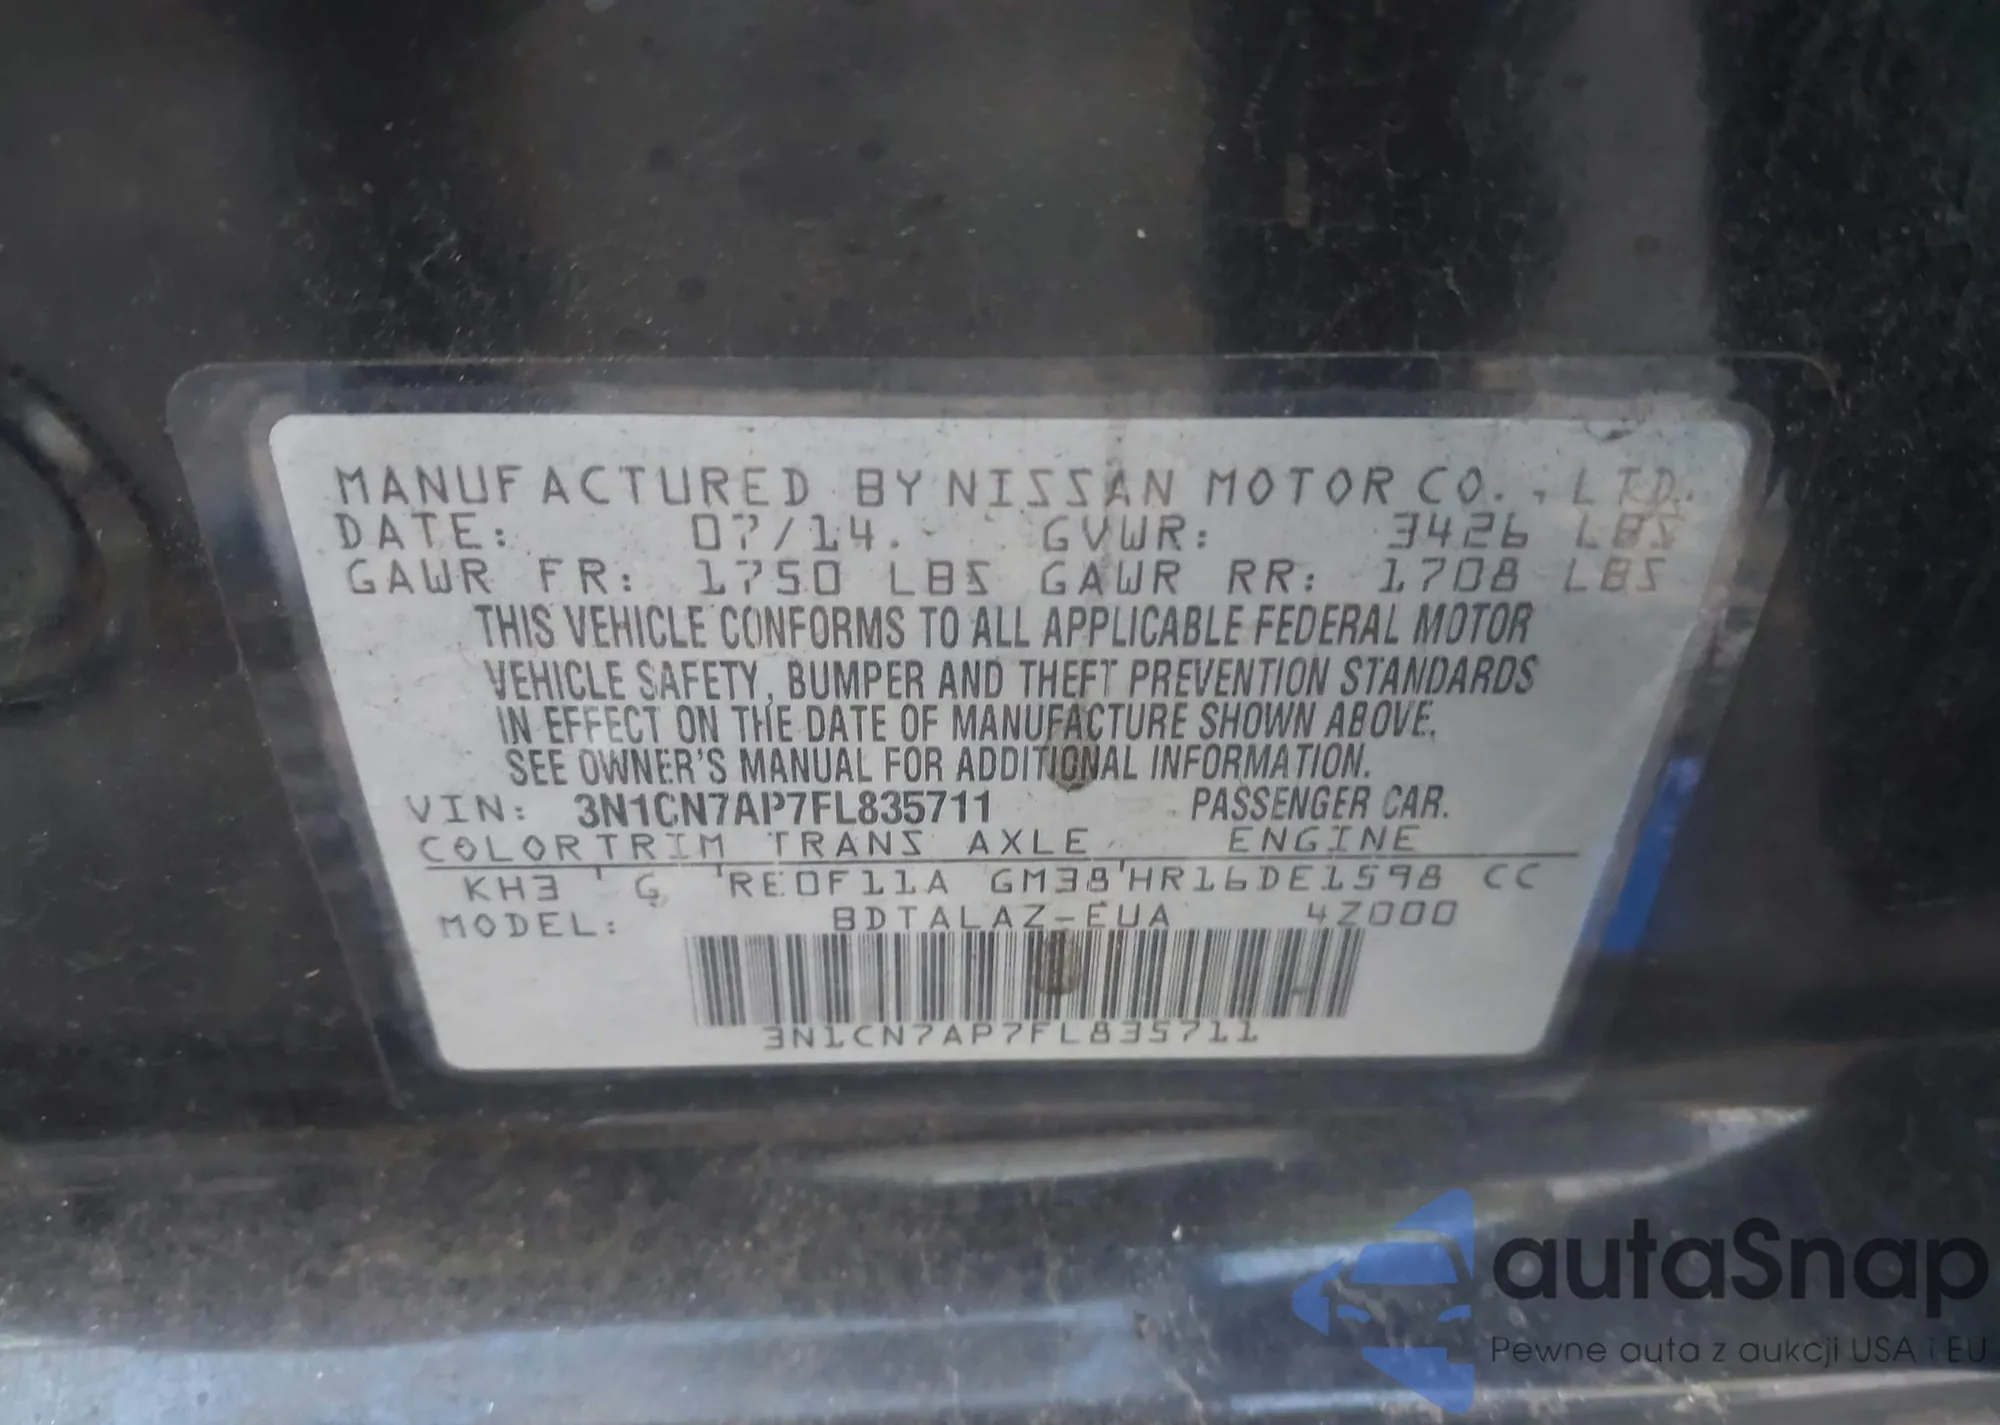 MANUFACTURED BY NISSAN MOTOR CO., LTD.
DATE: 07/14. GVWR: 3426 LBS
GAWR FR: 1750 LBS GAWR RR: 1708 LBS
THIS VEHICLE CONFORMS TO ALL APPLICABLE FEDERAL MOTOR
VEHICLE SAFETY, BUMPER AND THEFT PREVENTION STANDARDS
IN EFFECT ON THE DATE OF MANUFACTURE SHOWN ABOVE.
SEE OWNER'S MANUAL FOR ADDITIONAL INFORMATION.
VIN: 3N1CN7AP7FL835711 PASSENGER CAR.
COLOR TRIM TRANS AXLE ENGINE
KH3 G RE0F11A GM38 HR16DE1598 CC
MODEL: BDTALAZ-EUA 4Z000
3N1CN7AP7FL835711
autaSnap
Pewne auta z aukcji USA i EU